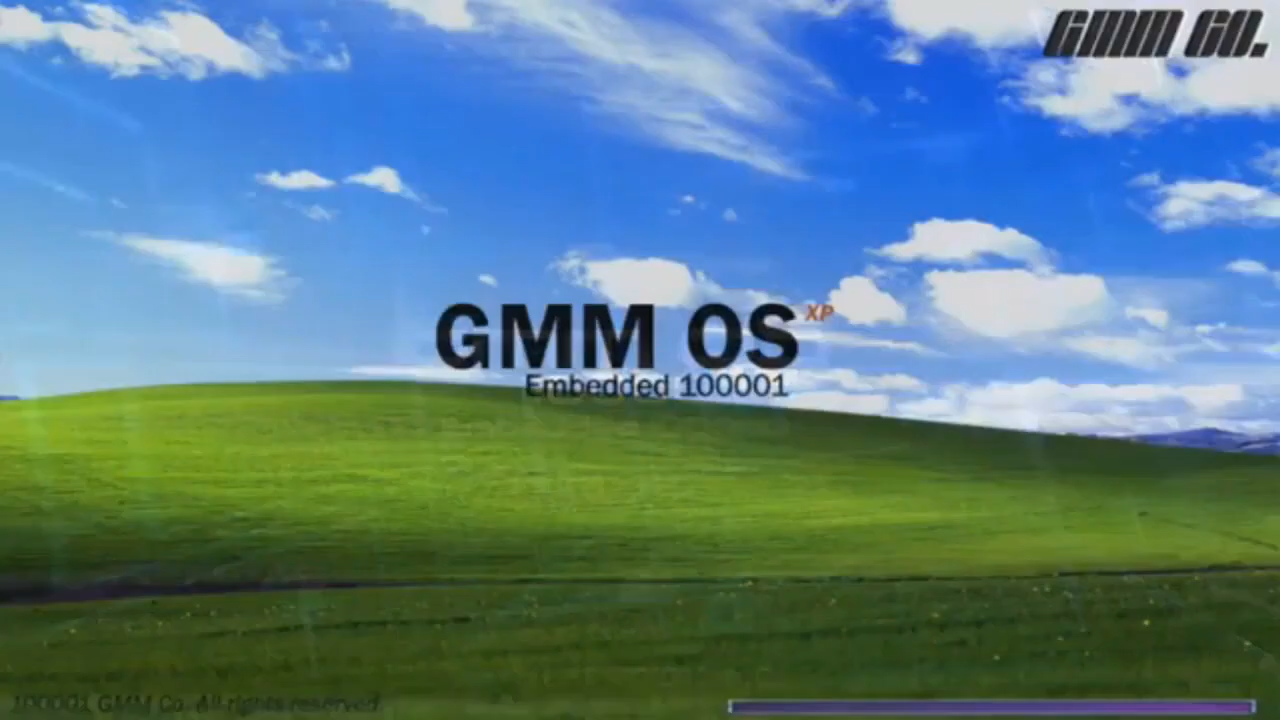 GMM CO.
GMM OS XP
Embedded 100001
100001 GMM Co. All rights reserved.